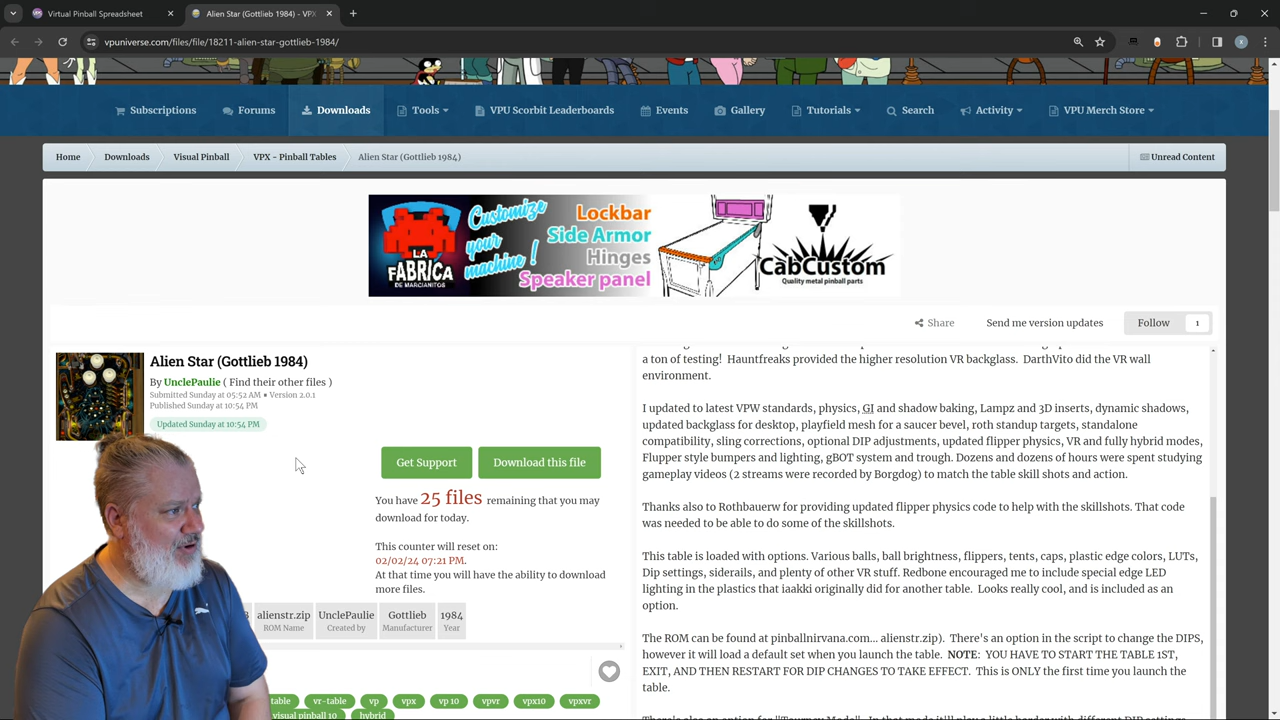 Virtual Pinball Spreadsheet
Alien Star (Gottlieb 1984) - VPX
vpuniverse.com/files/file/18211-alien-star-gottlieb-1984/
Subscriptions Forums Downloads Tools VPU Scorbit Leaderboards Events Gallery Tutorials Search Activity VPU Merch Store
Home Downloads Visual Pinball VPX - Pinball Tables Alien Star (Gottlieb 1984) Unread Content
LA FABRICA DE MARCIANITOS
Customize your machine!
Lockbar
Side Armor
Hinges
Speaker panel
CabCustom
Quality metal pinball parts
Share Send me version updates Follow 1
Alien Star (Gottlieb 1984)
By UnclePaulie ( Find their other files )
Submitted Sunday at 05:52 AM • Version 2.0.1
Published Sunday at 10:54 PM
Updated Sunday at 10:54 PM
Get Support Download this file
You have 25 files remaining that you may
download for today.
This counter will reset on:
02/02/24 07:21 PM.
At that time you will have the ability to download
more files.
alienstr.zip UnclePaulie Gottlieb 1984
ROM Name Created by Manufacturer Year
table vr-table vp vpx vp 10 vpvr vpx10 vpxvr
visual pinball 10 hybrid
a ton of testing! Hauntfreaks provided the higher resolution VR backglass. DarthVito did the VR wall
environment.
I updated to latest VPW standards, physics, GI and shadow baking, Lampz and 3D inserts, dynamic shadows,
updated backglass for desktop, playfield mesh for a saucer bevel, roth standup targets, standalone
compatibility, sling corrections, optional DIP adjustments, updated flipper physics, VR and fully hybrid modes,
Flupper style bumpers and lighting, gBOT system and trough. Dozens and dozens of hours were spent studying
gameplay videos (2 streams were recorded by Borgdog) to match the table skill shots and action.
Thanks also to Rothbauerw for providing updated flipper physics code to help with the skillshots. That code
was needed to be able to do some of the skillshots.
This table is loaded with options. Various balls, ball brightness, flippers, tents, caps, plastic edge colors, LUTs,
Dip settings, siderails, and plenty of other VR stuff. Redbone encouraged me to include special edge LED
lighting in the plastics that iaakki originally did for another table. Looks really cool, and is included as an
option.
The ROM can be found at pinballnirvana.com... alienstr.zip). There's an option in the script to change the DIPS,
however it will load a default set when you launch the table. NOTE: YOU HAVE TO START THE TABLE 1ST,
EXIT, AND THEN RESTART FOR DIP CHANGES TO TAKE EFFECT. This is ONLY the first time you launch the
table.